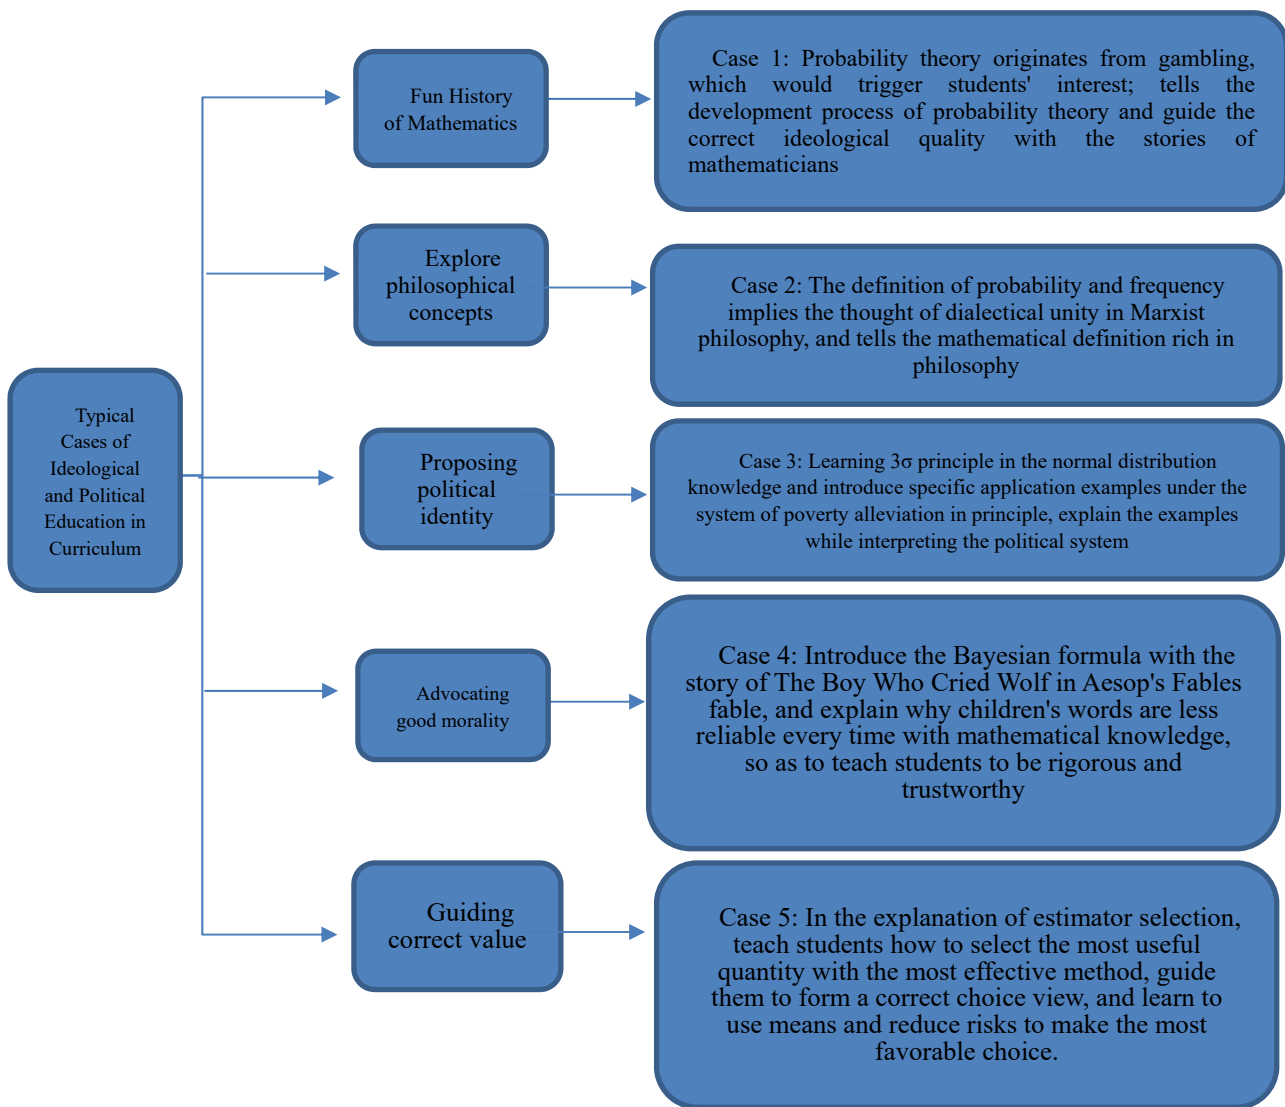 Typical
Cases of
Ideological
and Political
Education in
Curriculum
Fun History
of Mathematics
Case 1: Probability theory originates from gambling,
which would trigger students' interest; tells the
development process of probability theory and guide the
correct ideological quality with the stories of
mathematicians
Explore
philosophical
concepts
Case 2: The definition of probability and frequency
implies the thought of dialectical unity in Marxist
philosophy, and tells the mathematical definition rich in
philosophy
Proposing
political
identity
Case 3: Learning 3σ principle in the normal distribution
knowledge and introduce specific application examples under the
system of poverty alleviation in principle, explain the examples
while interpreting the political system
Advocating
good morality
Case 4: Introduce the Bayesian formula with the
story of The Boy Who Cried Wolf in Aesop's Fables
fable, and explain why children's words are less
reliable every time with mathematical knowledge,
so as to teach students to be rigorous and
trustworthy
Guiding
correct value
Case 5: In the explanation of estimator selection,
teach students how to select the most useful
quantity with the most effective method, guide
them to form a correct choice view, and learn to
use means and reduce risks to make the most
favorable choice.